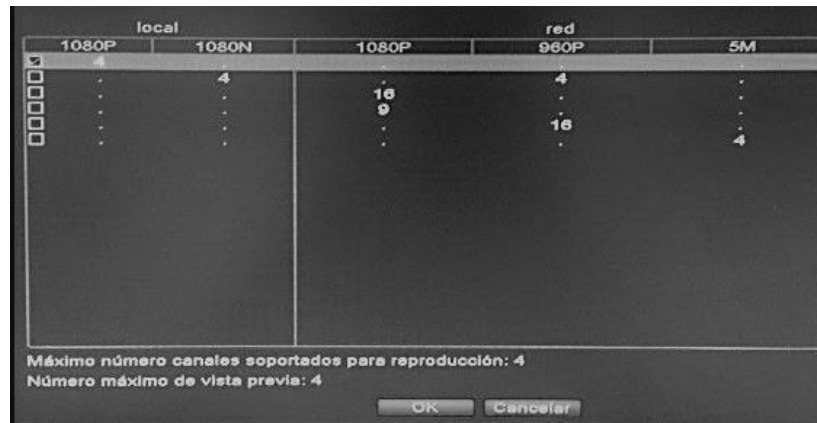 local red
1080P 1080N 1080P 960P 5M
4 . . . .
. 4 . 4 .
. . 16 . .
. . 9 . .
. . . 16 .
. . . . 4
Máximo número canales soportados para reproducción: 4
Número máximo de vista previa: 4
OK Cancelar